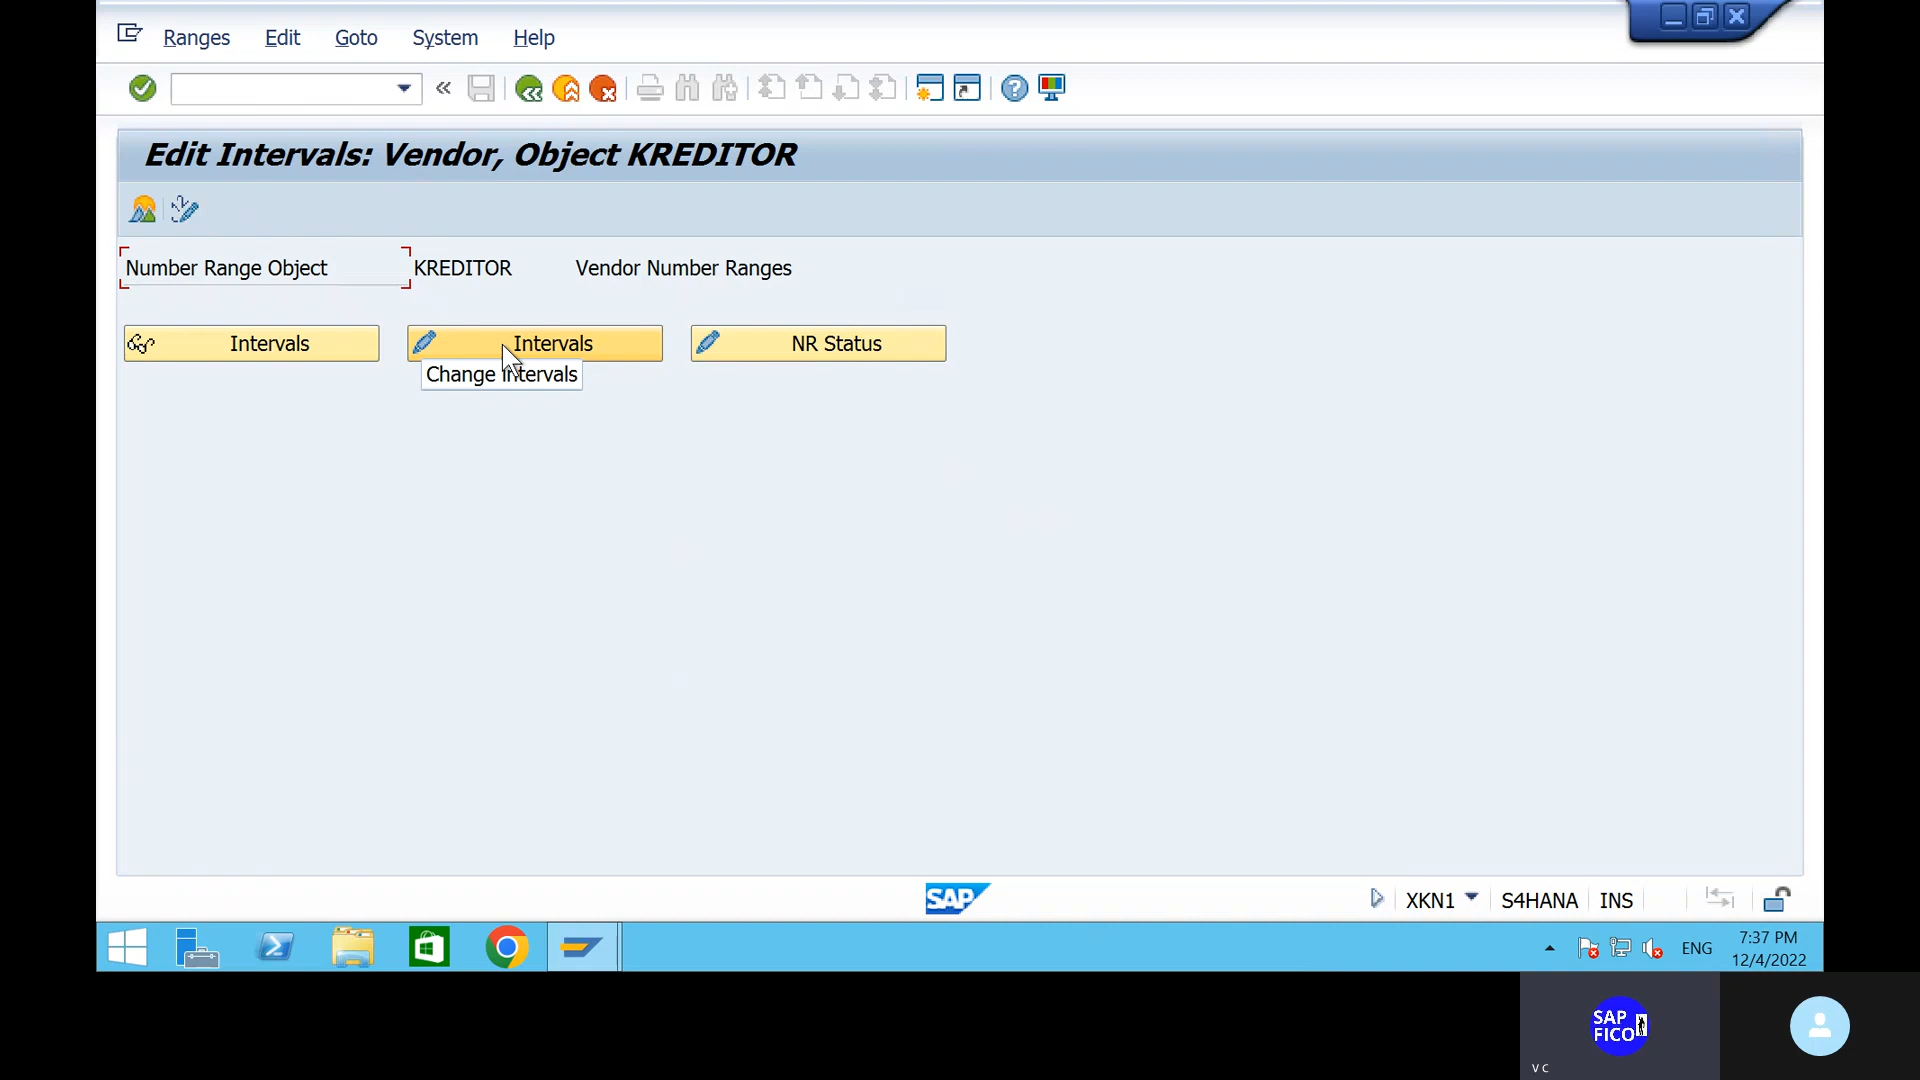 Ranges Edit Goto System Help
Edit Intervals: Vendor, Object KREDITOR
Number Range Object KREDITOR Vendor Number Ranges
Intervals Intervals NR Status
Change Intervals
SAP XKN1 S4HANA INS
ENG 7:37 PM
12/4/2022
SAP
FICO
V C